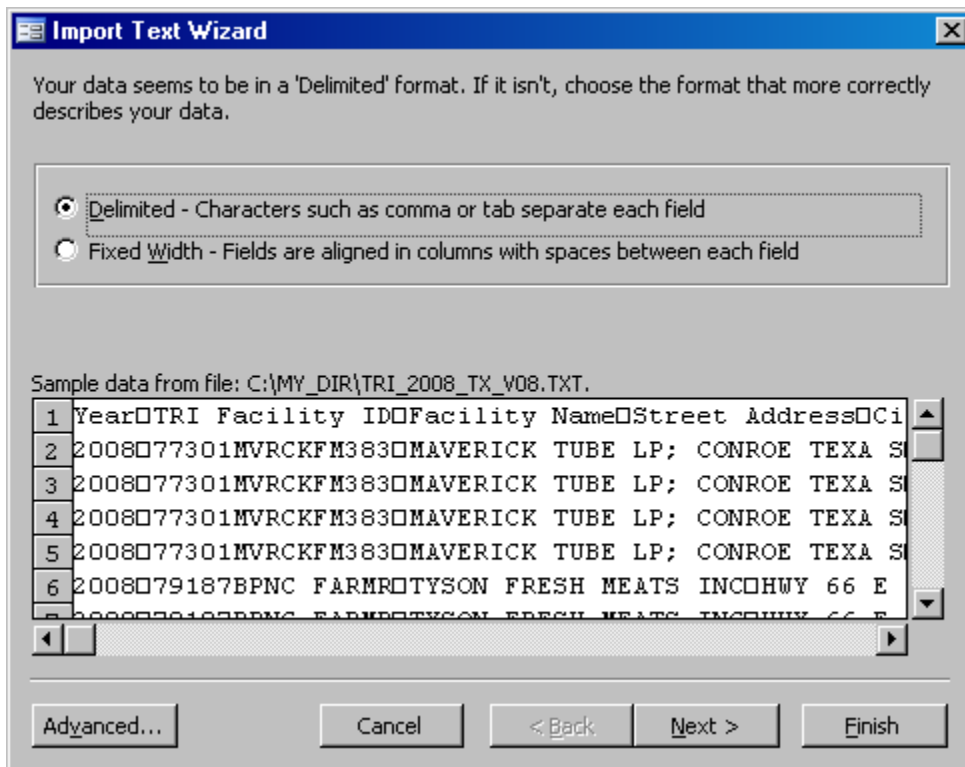 Import Text Wizard
Your data seems to be in a 'Delimited' format. If it isn't, choose the format that more correctly
describes your data.
Delimited - Characters such as comma or tab separate each field
Fixed Width - Fields are aligned in columns with spaces between each field
Sample data from file: C:\MY_DIR\TRI_2008_TX_V08.TXT.
1 Year□TRI Facility ID□Facility Name□Street Address□Ci
2 2008□77301MVRCKFM383□MAVERICK TUBE LP; CONROE TEXA S
3 2008□77301MVRCKFM383□MAVERICK TUBE LP; CONROE TEXA S
4 2008□77301MVRCKFM383□MAVERICK TUBE LP; CONROE TEXA S
5 2008□77301MVRCKFM383□MAVERICK TUBE LP; CONROE TEXA S
6 2008□79187BPNC FARMR□TYSON FRESH MEATS INC□HWY 66 E
Advanced... Cancel < Back Next > Finish